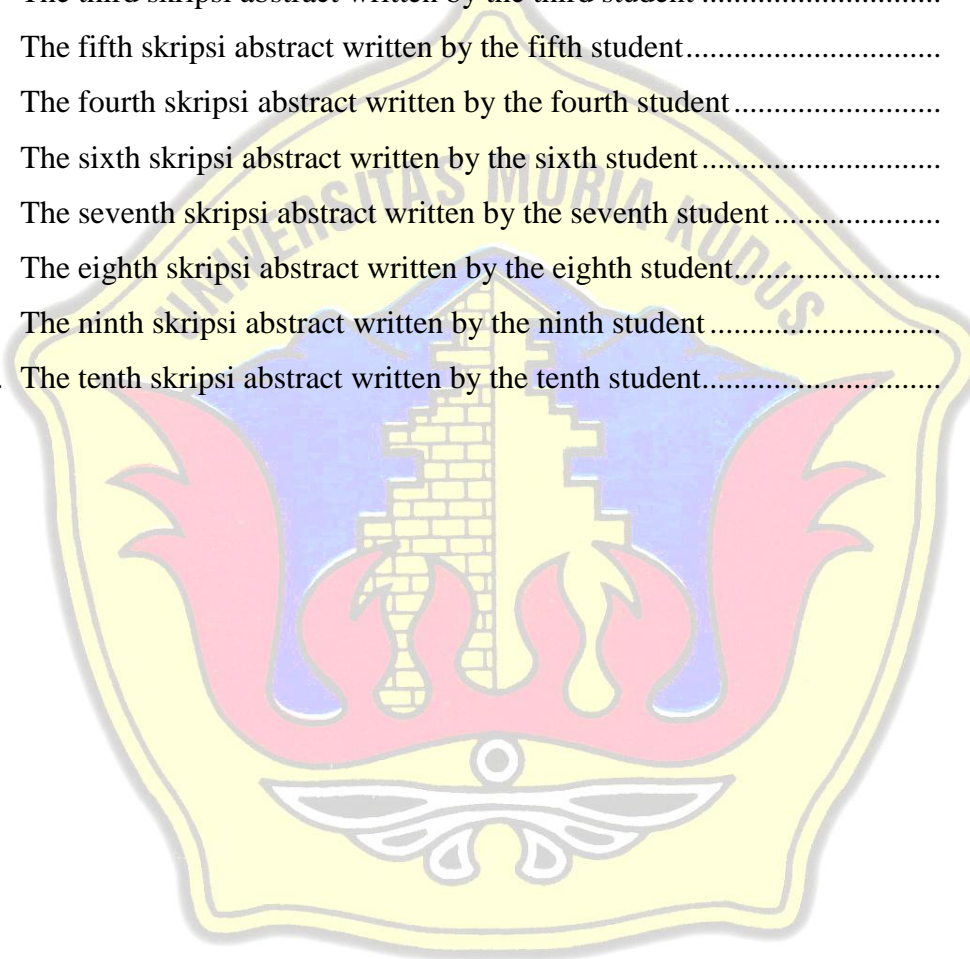 The third skripsi abstract written by the third student ..............................
The fifth skripsi abstract written by the fifth student..............................
The fourth skripsi abstract written by the fourth student ........................
The sixth skripsi abstract written by the sixth student ............................
The seventh skripsi abstract written by the seventh student ....................
The eighth skripsi abstract written by the eighth student.........................
The ninth skripsi abstract written by the ninth student ...........................
. The tenth skripsi abstract written by the tenth student............................
UNIVERSITAS MURIA KUDUS